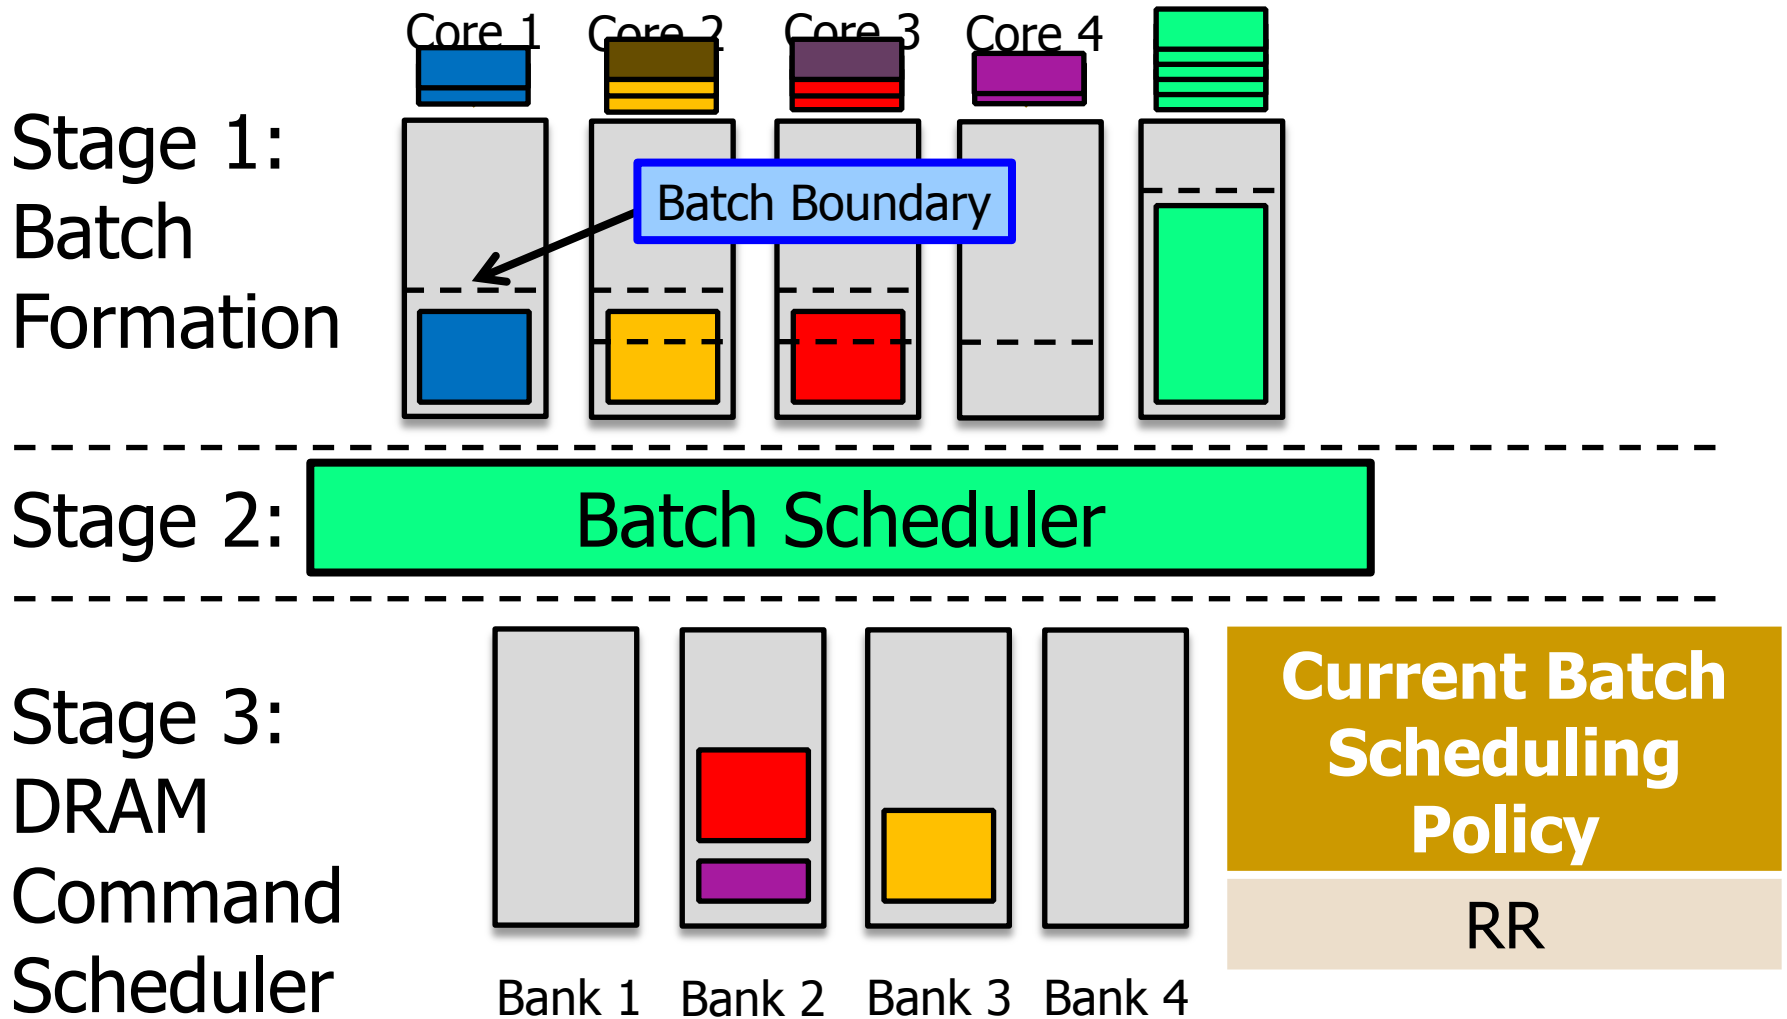 Core 1
Core 2
Core 3
Core 4
Stage 1:
Batch
Formation
Batch Boundary
Stage 2:
Batch Scheduler
Stage 3:
DRAM
Command
Scheduler
Bank 1
Bank 2
Bank 3
Bank 4
Current Batch
Scheduling
Policy
RR